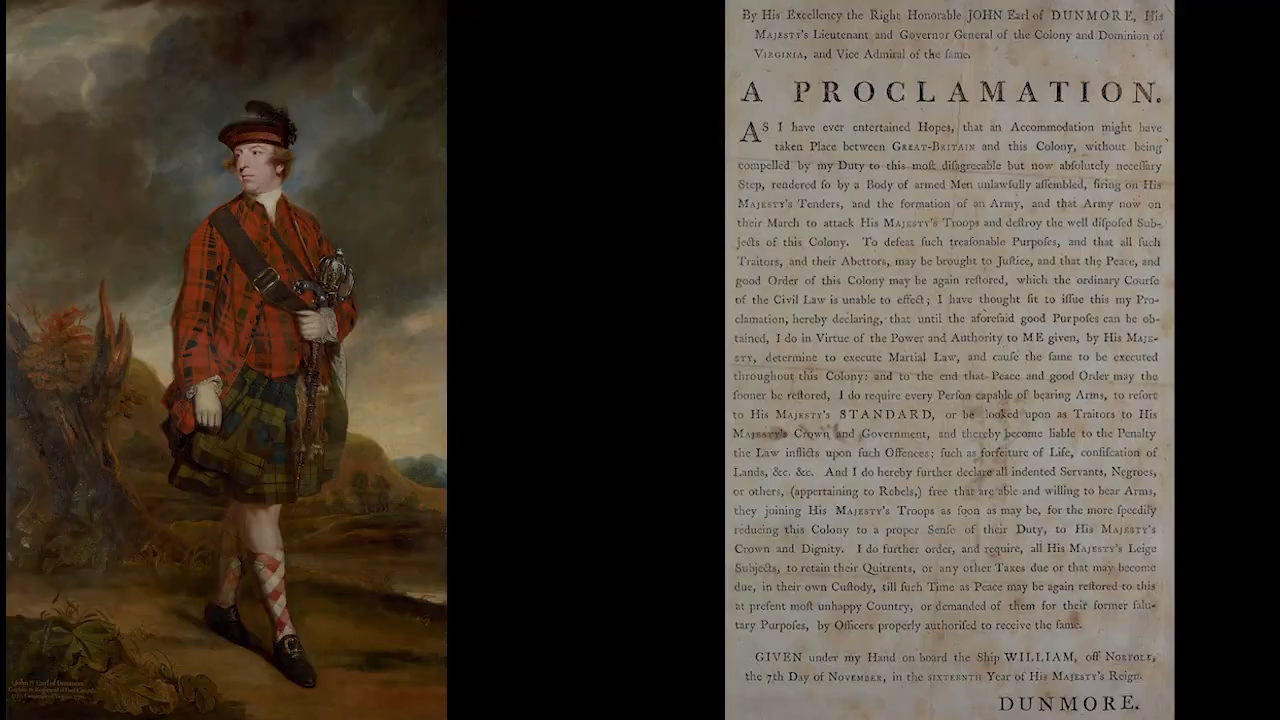 John 4th Earl of Dunmore
By His Excellency the Right Honorable JOHN Earl of DUNMORE, His
MAJESTY's Lieutenant and Governor General of the Colony and Dominion of
VIRGINIA, and Vice Admiral of the ſame.
A PROCLAMATION.
AS I have ever entertained Hopes, that an Accommodation might have
taken Place between GREAT-BRITAIN and this Colony, without being
compelled by my Duty to this moſt diſagreeable but now abſolutely neceſſary
Step, rendered ſo by a Body of armed Men unlawfully aſſembled, firing on His
MAJESTY's Tenders, and the formation of an Army, and that Army now on
their March to attack His MAJESTY's Troops and deſtroy the well diſpoſed Sub-
jects of this Colony. To defeat ſuch treaſonable Purpoſes, and that all ſuch
Traitors, and their Abettors, may be brought to Juſtice, and that the Peace, and
good Order of this Colony may be again reſtored, which the ordinary Courſe
of the Civil Law is unable to effect; I have thought fit to iſſue this my Pro-
clamation, hereby declaring, that until the aforeſaid good Purpoſes can be ob-
tained, I do in Virtue of the Power and Authority to ME given, by His MAJE-
STY, determine to execute Martial Law, and cauſe the ſame to be executed
throughout this Colony: and to the end that Peace and good Order may the
ſooner be reſtored, I do require every Perſon capable of bearing Arms, to reſort
to His MAJESTY's STANDARD, or be looked upon as Traitors to His
MAJESTY's Crown and Government, and thereby become liable to the Penalty
the Law inflicts upon ſuch Offences; ſuch as forfeiture of Life, confiſcation of
Lands, &c. &c. And I do hereby further declare all indented Servants, Negroes,
or others, (appertaining to Rebels,) free that are able and willing to bear Arms,
they joining His MAJESTY's Troops as ſoon as may be, for the more ſpeedily
reducing this Colony to a proper Senſe of their Duty, to His MAJESTY's
Crown and Dignity. I do further order, and require, all His MAJESTY's Leige
Subjects, to retain their Quitrents, or any other Taxes due or that may become
due, in their own Cuſtody, till ſuch Time as Peace may be again reſtored to this
at preſent moſt unhappy Country, or demanded of them for their former ſalu-
tary Purpoſes, by Officers properly authoriſed to receive the ſame.
GIVEN under my Hand on board the Ship WILLIAM, off NORFOLK,
the 7th Day of NOVEMBER, in the SIXTEENTH Year of His MAJESTY's Reign.
DUNMORE.